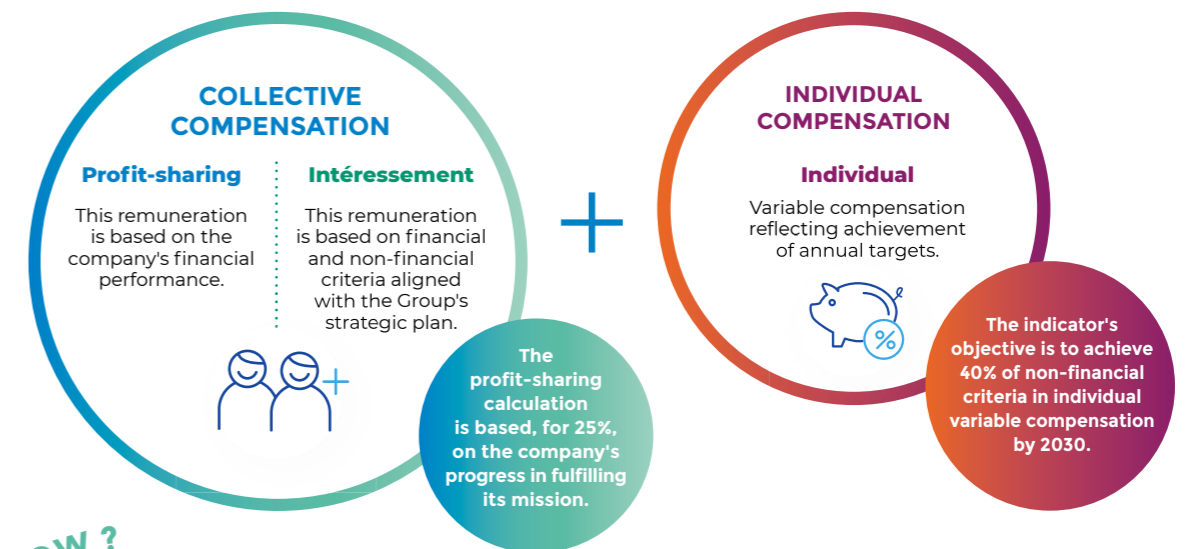 COLLECTIVE
COMPENSATION
Profit-sharing
This remuneration
is based on the
company's financial
performance.
Intéressement
This remuneration
is based on financial
and non-financial
criteria aligned
with the Group's
strategic plan.
The
profit-sharing
calculation
is based, for 25%,
on the company's
progress in fulfilling
its mission.
+
INDIVIDUAL
COMPENSATION
Individual
Variable compensation
reflecting achievement
of annual targets.
%
The indicator's
objective is to achieve
40% of non-financial
criteria in individual
variable compensation
by 2030.
?